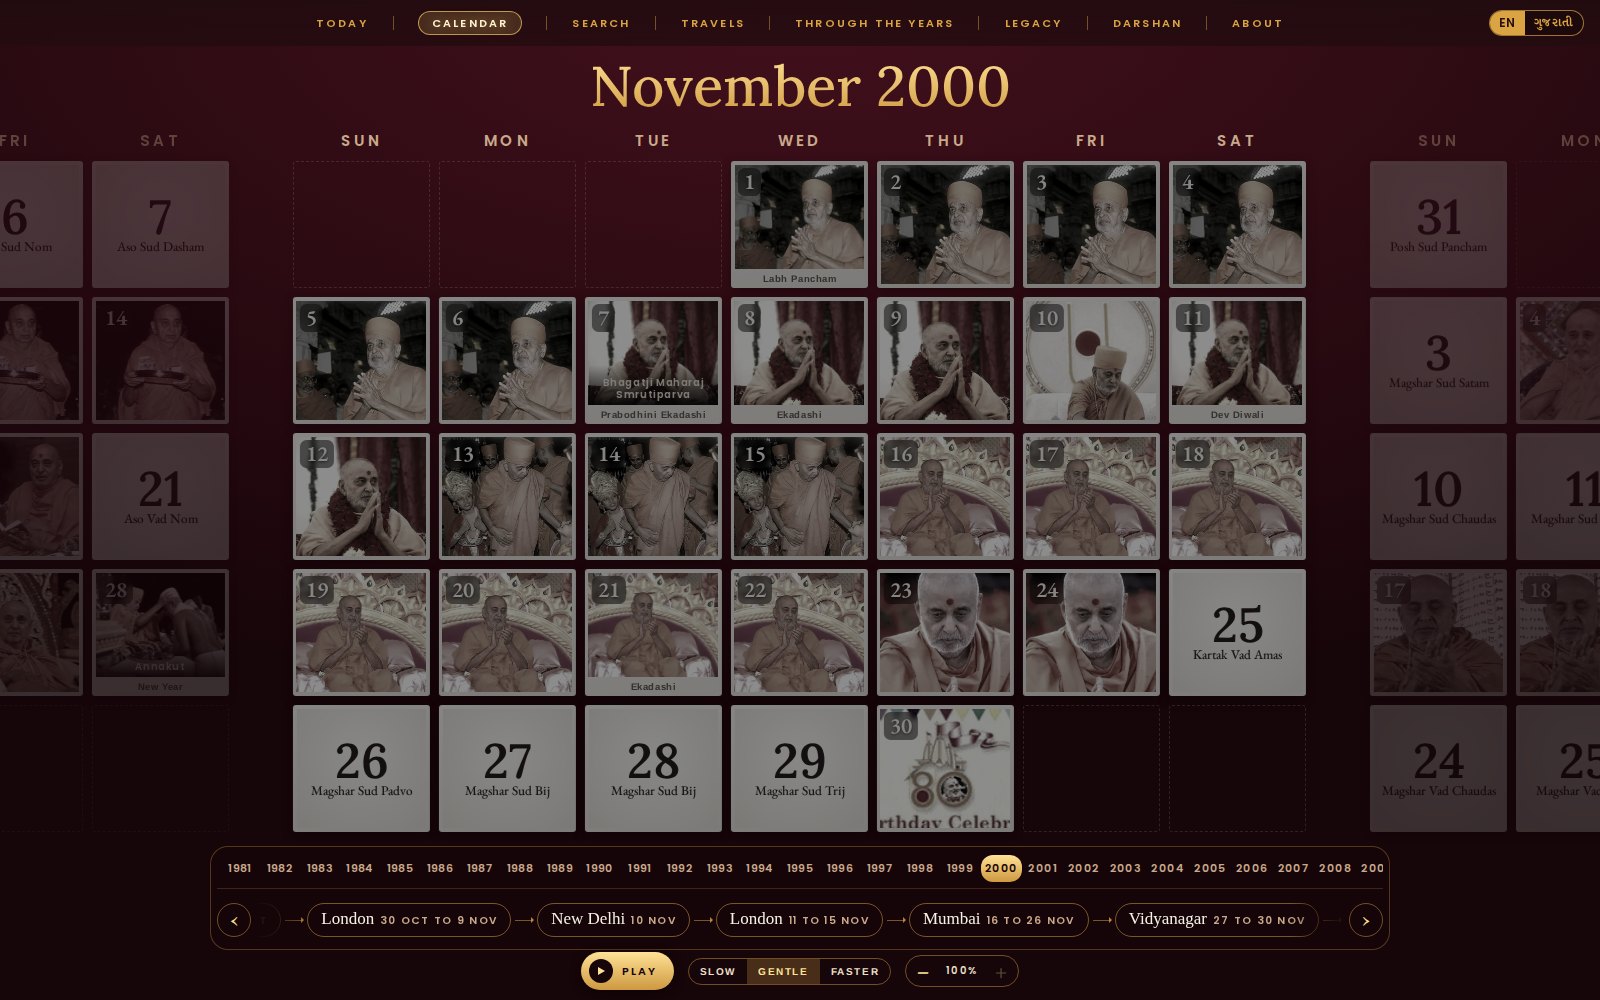 TODAY
CALENDAR
SEARCH
TRAVELS
THROUGH THE YEARS
LEGACY
DARSHAN
ABOUT
EN
ગુજરાતી
November 2000
FRI
SAT
SUN
MON
TUE
WED
THU
FRI
SAT
SUN
MON
6
Sud Nom
7
Aso Sud Dasham
1
Labh Pancham
2
3
4
31
Posh Sud Pancham
14
5
6
7
Bhagatji Maharaj
Smrutiparva
Prabodhini Ekadashi
8
Ekadashi
9
10
11
Dev Diwali
3
Magshar Sud Satam
4
21
Aso Vad Nom
12
13
14
15
16
17
18
10
Magshar Sud Chaudas
11
Magshar Sud
28
Annakut
New Year
19
20
21
Ekadashi
22
23
24
25
Kartak Vad Amas
17
18
26
Magshar Sud Padvo
27
Magshar Sud Bij
28
Magshar Sud Bij
29
Magshar Sud Trij
30
80
rthday Celebr
24
Magshar Vad Chaudas
25
Magshar Vad
1981 1982 1983 1984 1985 1986 1987 1988 1989 1990 1991 1992 1993 1994 1995 1996 1997 1998 1999 2000 2001 2002 2003 2004 2005 2006 2007 2008 200
London 30 OCT TO 9 NOV
New Delhi 10 NOV
London 11 TO 15 NOV
Mumbai 16 TO 26 NOV
Vidyanagar 27 TO 30 NOV
PLAY
SLOW
GENTLE
FASTER
– 100% +